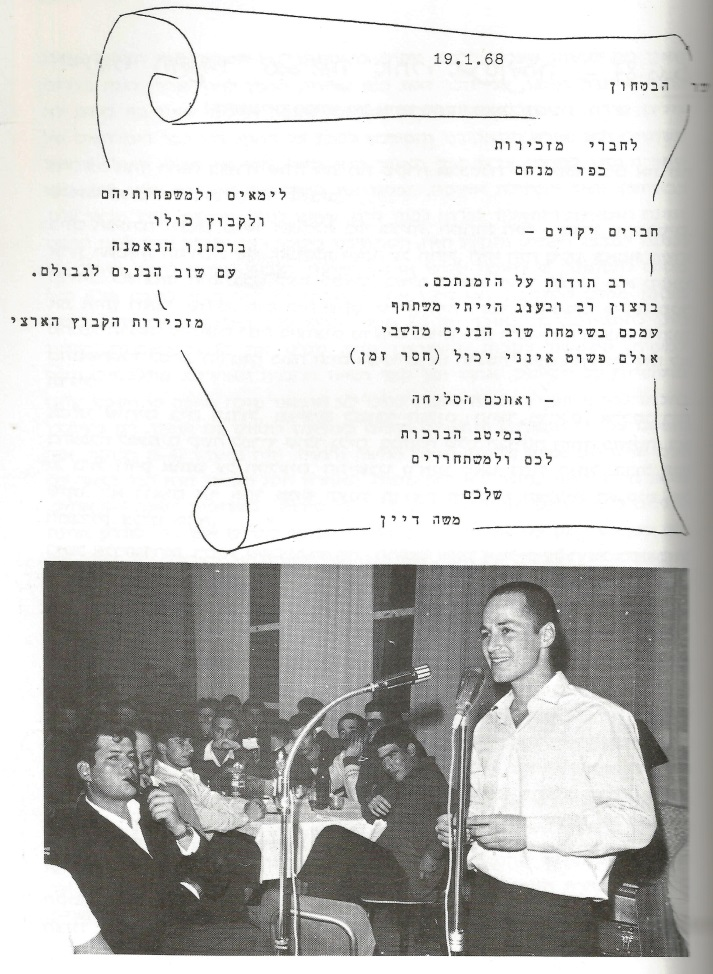 19.1.68
הבטחון
לחברי מזכירות
כפר מנחם
חברים יקרים –
רב תודות על הזמנתכם.
ברצון רב ובענג הייתי משתתף
עמכם בשימחת שוב הבנים מהשבי
אולם פשוט אינני יכול (חסר זמן)
– ואתכם הסליחה
במיטב הברכות
לכם ולמשתחררים
שלכם
משה דיין
לימאים ולמשפחותיהם
ולקבוץ כולו
ברכתנו הנאמנה
עם שוב הבנים לגבולם.
מזכירות הקבוץ הארצי